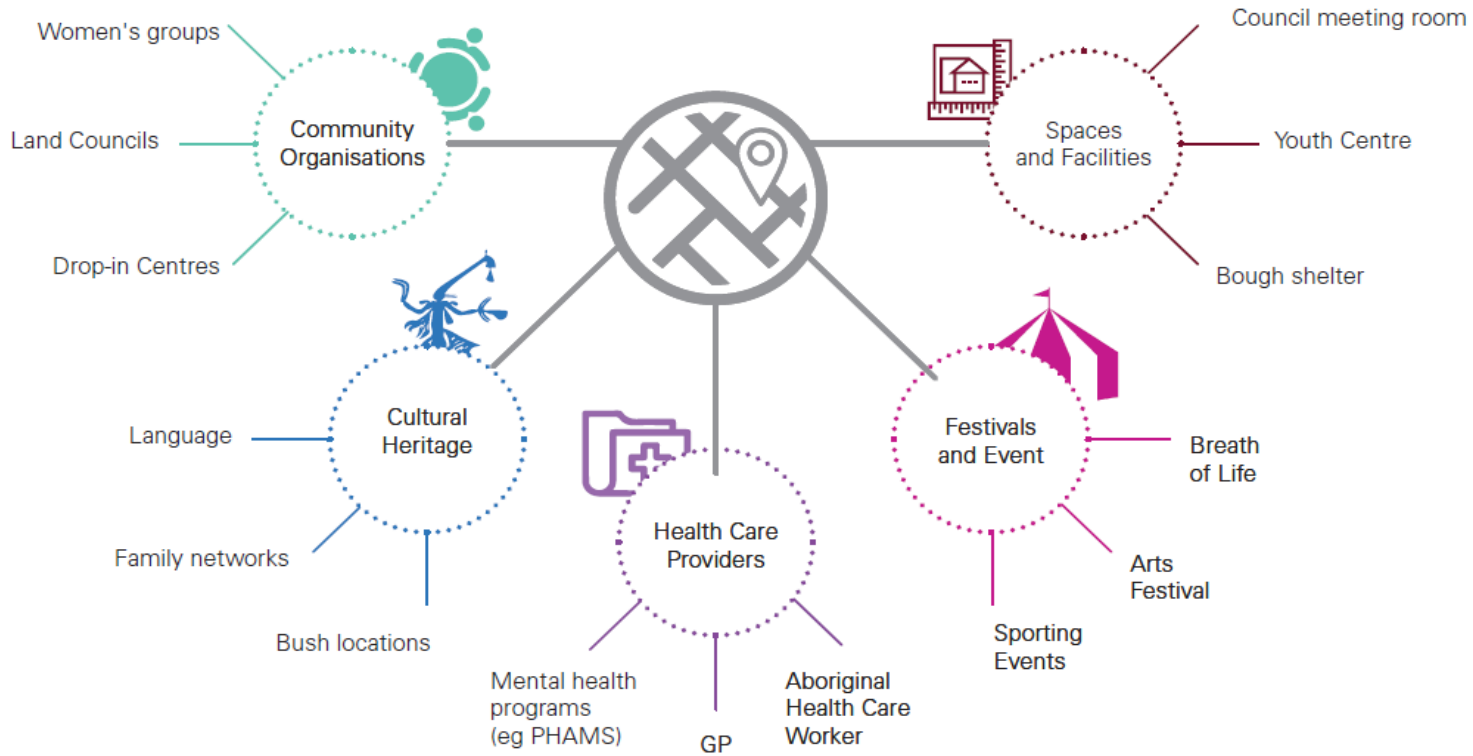 Women's groups
Land Councils
Drop-in Centres
Community
Organisations
Council meeting room
Youth Centre
Bough shelter
Spaces
and Facilities
Cultural
Heritage
Language
Family networks
Bush locations
Health Care
Providers
Mental health
programs
(eg PHAMS)
GP
Aboriginal
Health Care
Worker
Festivals
and Event
Breath
of Life
Arts
Festival
Sporting
Events